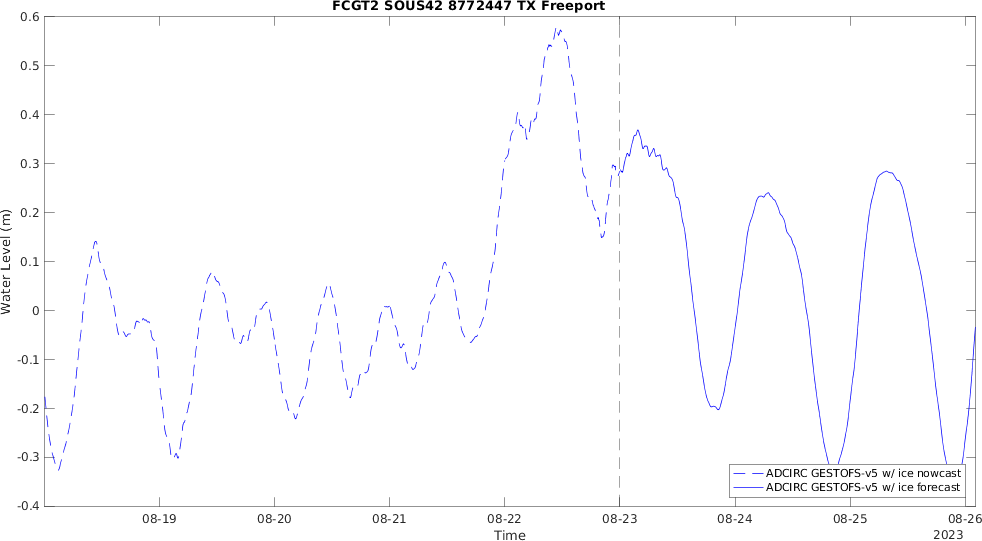 FCGT2 SOUS42 8772447 TX Freeport
0.6
0.5
0.4
0.3
0.2
0.1
0
-0.1
-0.2
-0.3
-0.4
Water Level (m)
ADCIRC GESTOFS-v5 w/ ice nowcast
ADCIRC GESTOFS-v5 w/ ice forecast
08-19 08-20 08-21 08-22 08-23 08-24 08-25 08-26
Time
2023